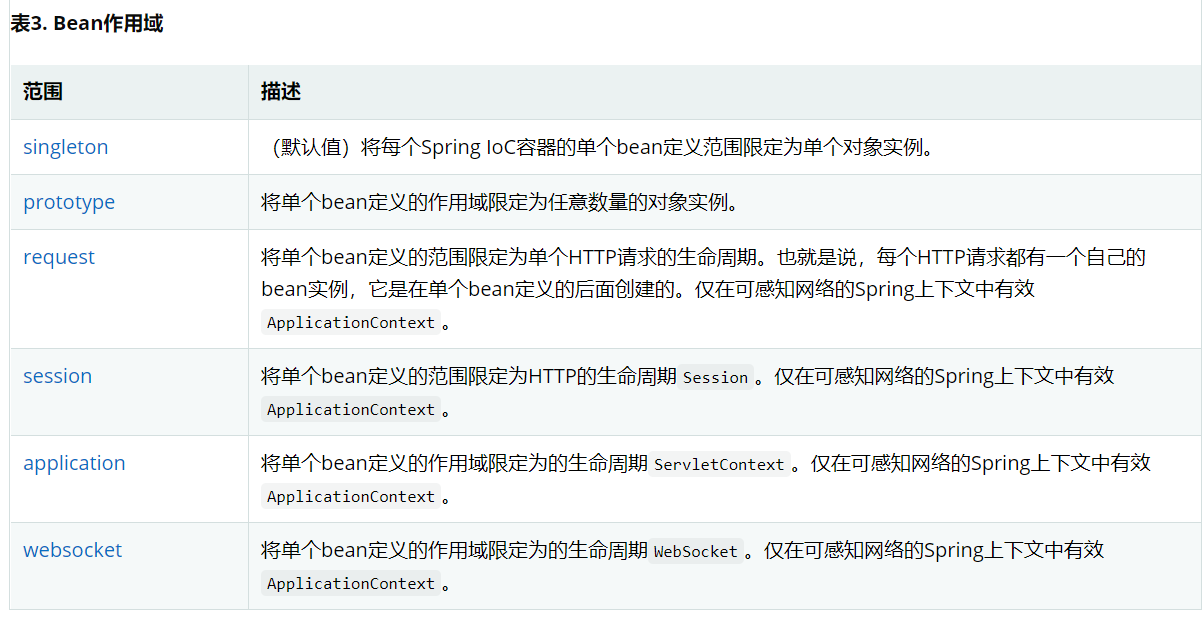 表3. Bean作用域
范围 描述
singleton （默认值）将每个Spring IoC容器的单个bean定义范围限定为单个对象实例。
prototype 将单个bean定义的作用域限定为任意数量的对象实例。
request 将单个bean定义的范围限定为单个HTTP请求的生命周期。也就是说，每个HTTP请求都有一个自己的
bean实例，它是在单个bean定义的后面创建的。仅在可感知网络的Spring上下文中有效
ApplicationContext 。
session 将单个bean定义的范围限定为HTTP的生命周期 Session 。仅在可感知网络的Spring上下文中有效
ApplicationContext 。
application 将单个bean定义的作用域限定为的生命周期 ServletContext 。仅在可感知网络的Spring上下文中有效
ApplicationContext 。
websocket 将单个bean定义的作用域限定为的生命周期 WebSocket 。仅在可感知网络的Spring上下文中有效
ApplicationContext 。